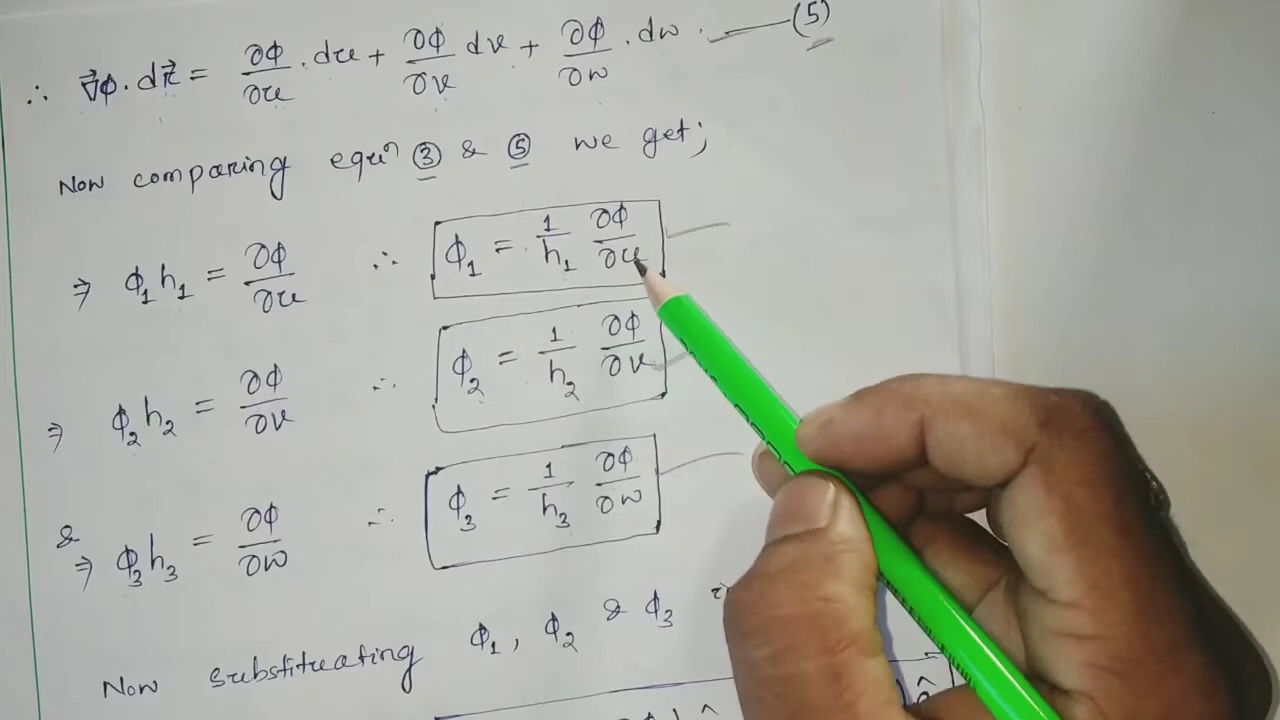 ∴ ∇⃗ϕ . dr⃗ = ∂ϕ/∂u . du + ∂ϕ/∂v dv + ∂ϕ/∂w . dw . —— (5)
Now comparing equⁿ ③ & ⑤ we get;
⇒ ϕ₁h₁ = ∂ϕ/∂u ∴ ϕ₁ = 1/h₁ ∂ϕ/∂u
⇒ ϕ₂h₂ = ∂ϕ/∂v ∴ ϕ₂ = 1/h₂ ∂ϕ/∂v
& ⇒ ϕ₃h₃ = ∂ϕ/∂w ∴ ϕ₃ = 1/h₃ ∂ϕ/∂w
Now substituating ϕ₁, ϕ₂ & ϕ₃